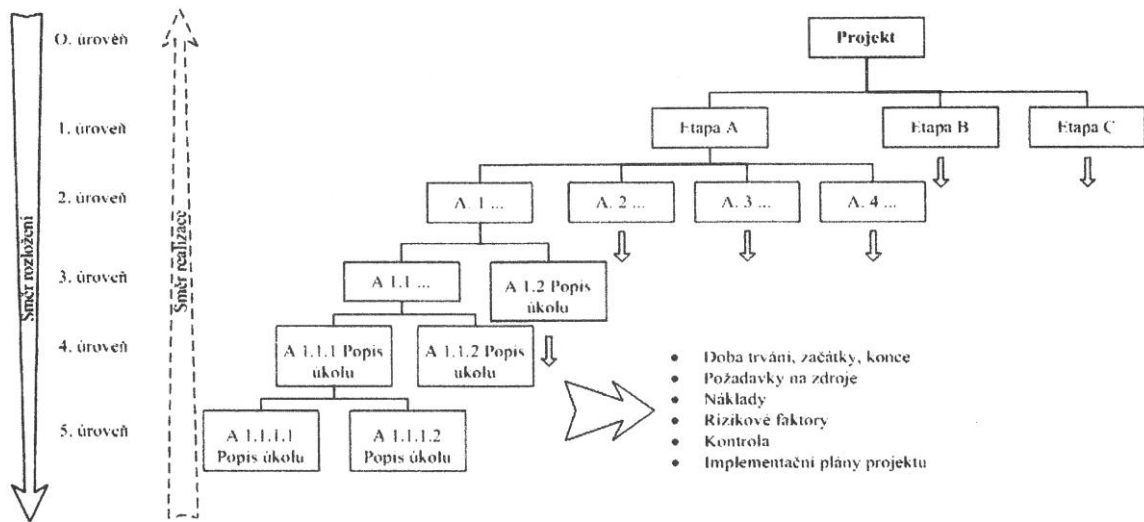 O. úrověň
Projekt
1. úroveň
Etapa A
Etapa B
Etapa C
2. úroveň
A. 1 ...
A. 2 ...
A. 3 ...
A. 4 ...
Směr rozložení
Směr realizace
3. úroveň
A 1.1 ...
A 1.2 Popis
úkolu
4. úroveň
A 1.1.1 Popis
úkolu
A 1.1.2 Popis
úkolu
5. úroveň
A 1.1.1.1
Popis úkolu
A 1.1.1.2
Popis úkolu
• Doba trvání, začátky, konce
• Požadavky na zdroje
• Náklady
• Rizikové faktory
• Kontrola
• Implementační plány projektu